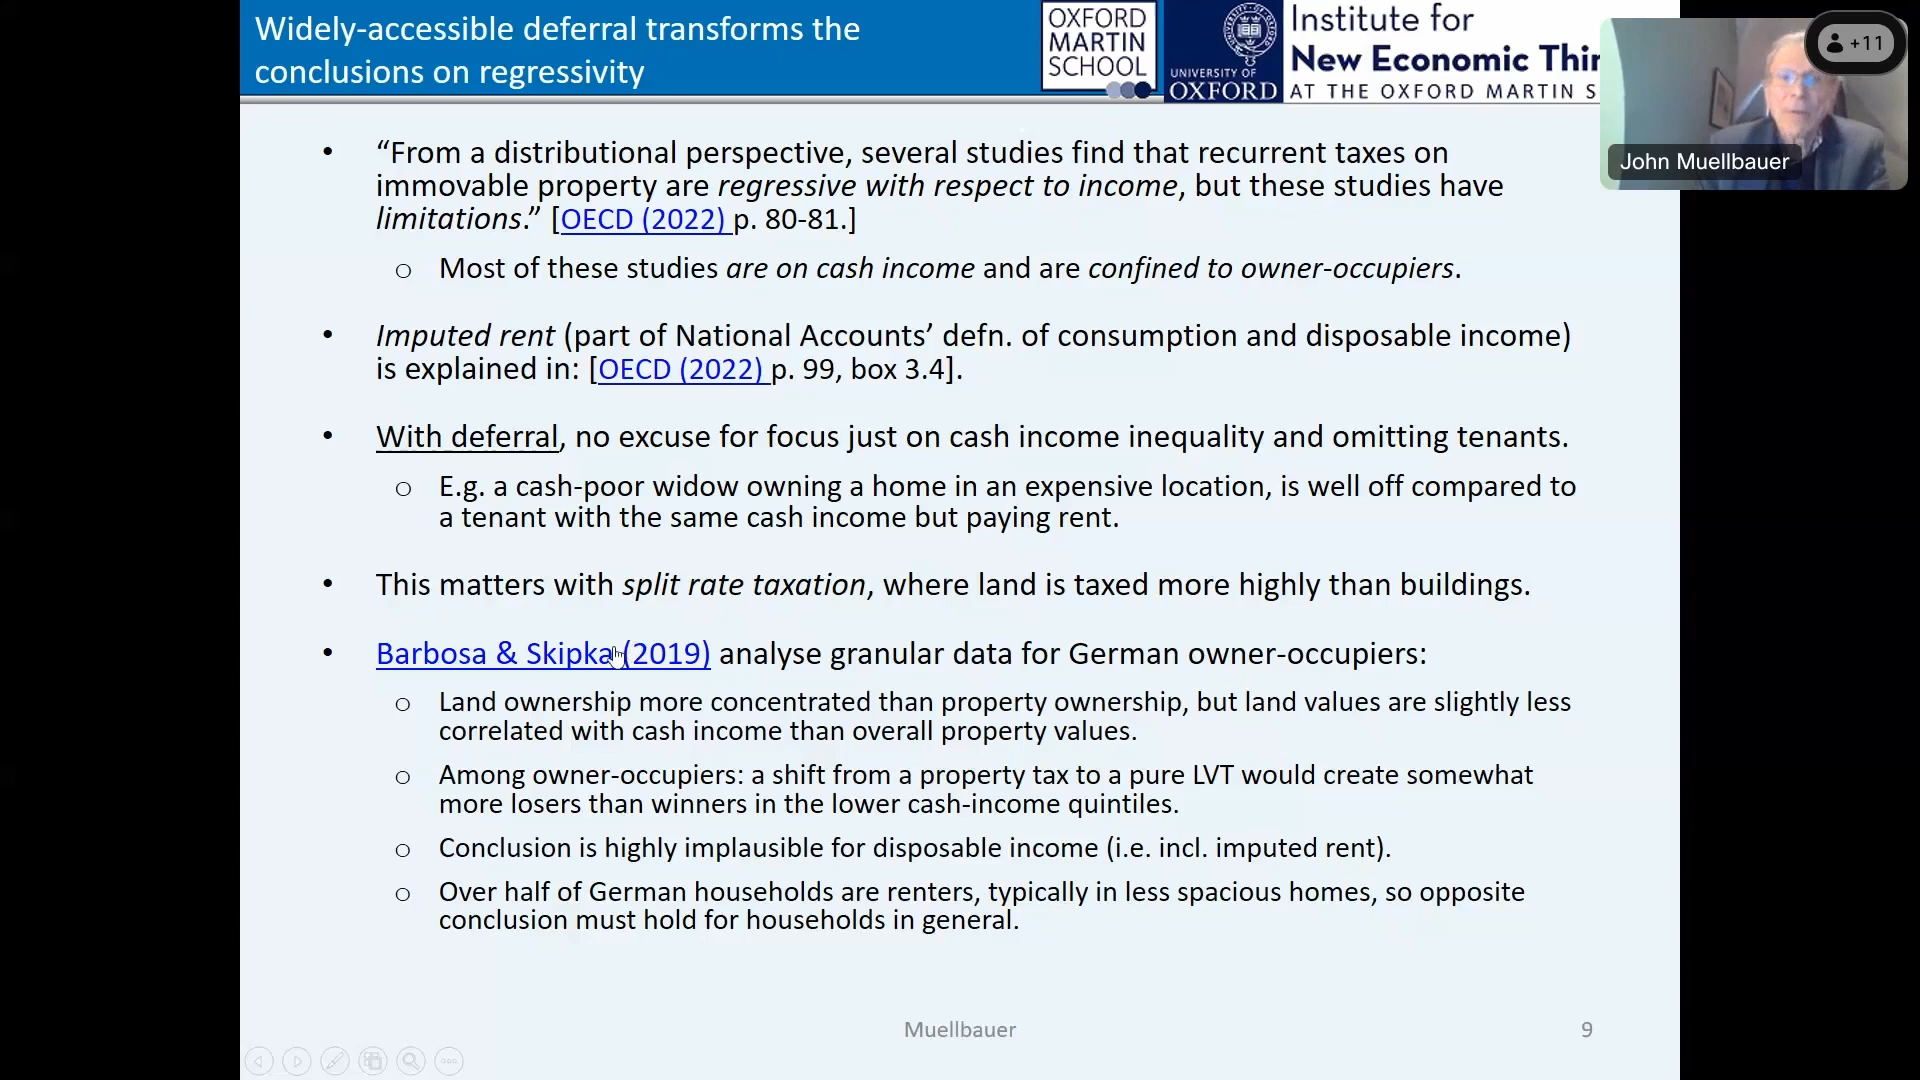 Widely-accessible deferral transforms the
conclusions on regressivity
OXFORD
MARTIN
SCHOOL
UNIVERSITY OF
OXFORD
Institute for
New Economic Thin
AT THE OXFORD MARTIN S
+11
John Muellbauer
• “From a distributional perspective, several studies find that recurrent taxes on
immovable property are regressive with respect to income, but these studies have
limitations.” [OECD (2022) p. 80-81.]
o Most of these studies are on cash income and are confined to owner-occupiers.
• Imputed rent (part of National Accounts’ defn. of consumption and disposable income)
is explained in: [OECD (2022) p. 99, box 3.4].
• With deferral, no excuse for focus just on cash income inequality and omitting tenants.
o E.g. a cash-poor widow owning a home in an expensive location, is well off compared to
a tenant with the same cash income but paying rent.
• This matters with split rate taxation, where land is taxed more highly than buildings.
• Barbosa & Skipka (2019) analyse granular data for German owner-occupiers:
o Land ownership more concentrated than property ownership, but land values are slightly less
correlated with cash income than overall property values.
o Among owner-occupiers: a shift from a property tax to a pure LVT would create somewhat
more losers than winners in the lower cash-income quintiles.
o Conclusion is highly implausible for disposable income (i.e. incl. imputed rent).
o Over half of German households are renters, typically in less spacious homes, so opposite
conclusion must hold for households in general.
Muellbauer
9